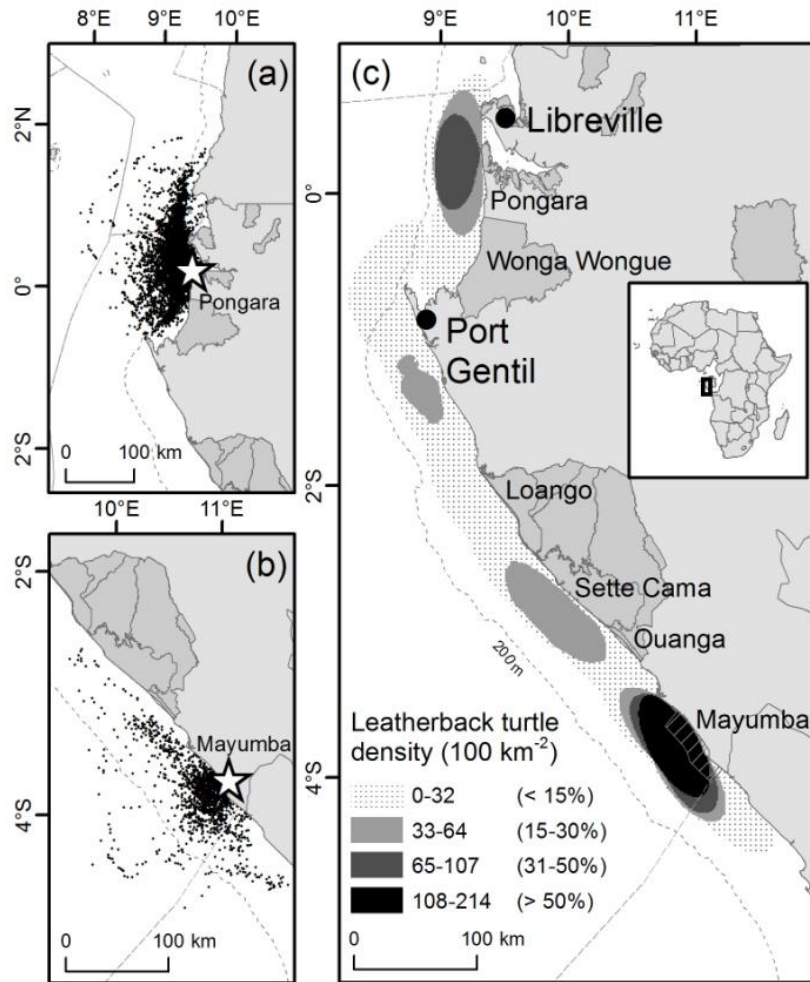 8°E 9°E 10°E
(a)
2°N
0°
2°S
Pongara
0 100 km
10°E 11°E
(b)
2°S
4°S
Mayumba
0 100 km
9°E 10°E 11°E
(c)
Libreville
0°
Pongara
Wonga Wongue
Port
Gentil
2°S
Loango
Sette Cama
Ouanga
200m
Mayumba
4°S
Leatherback turtle
density (100 km⁻²)
0-32 (< 15%)
33-64 (15-30%)
65-107 (31-50%)
108-214 (> 50%)
0 100 km